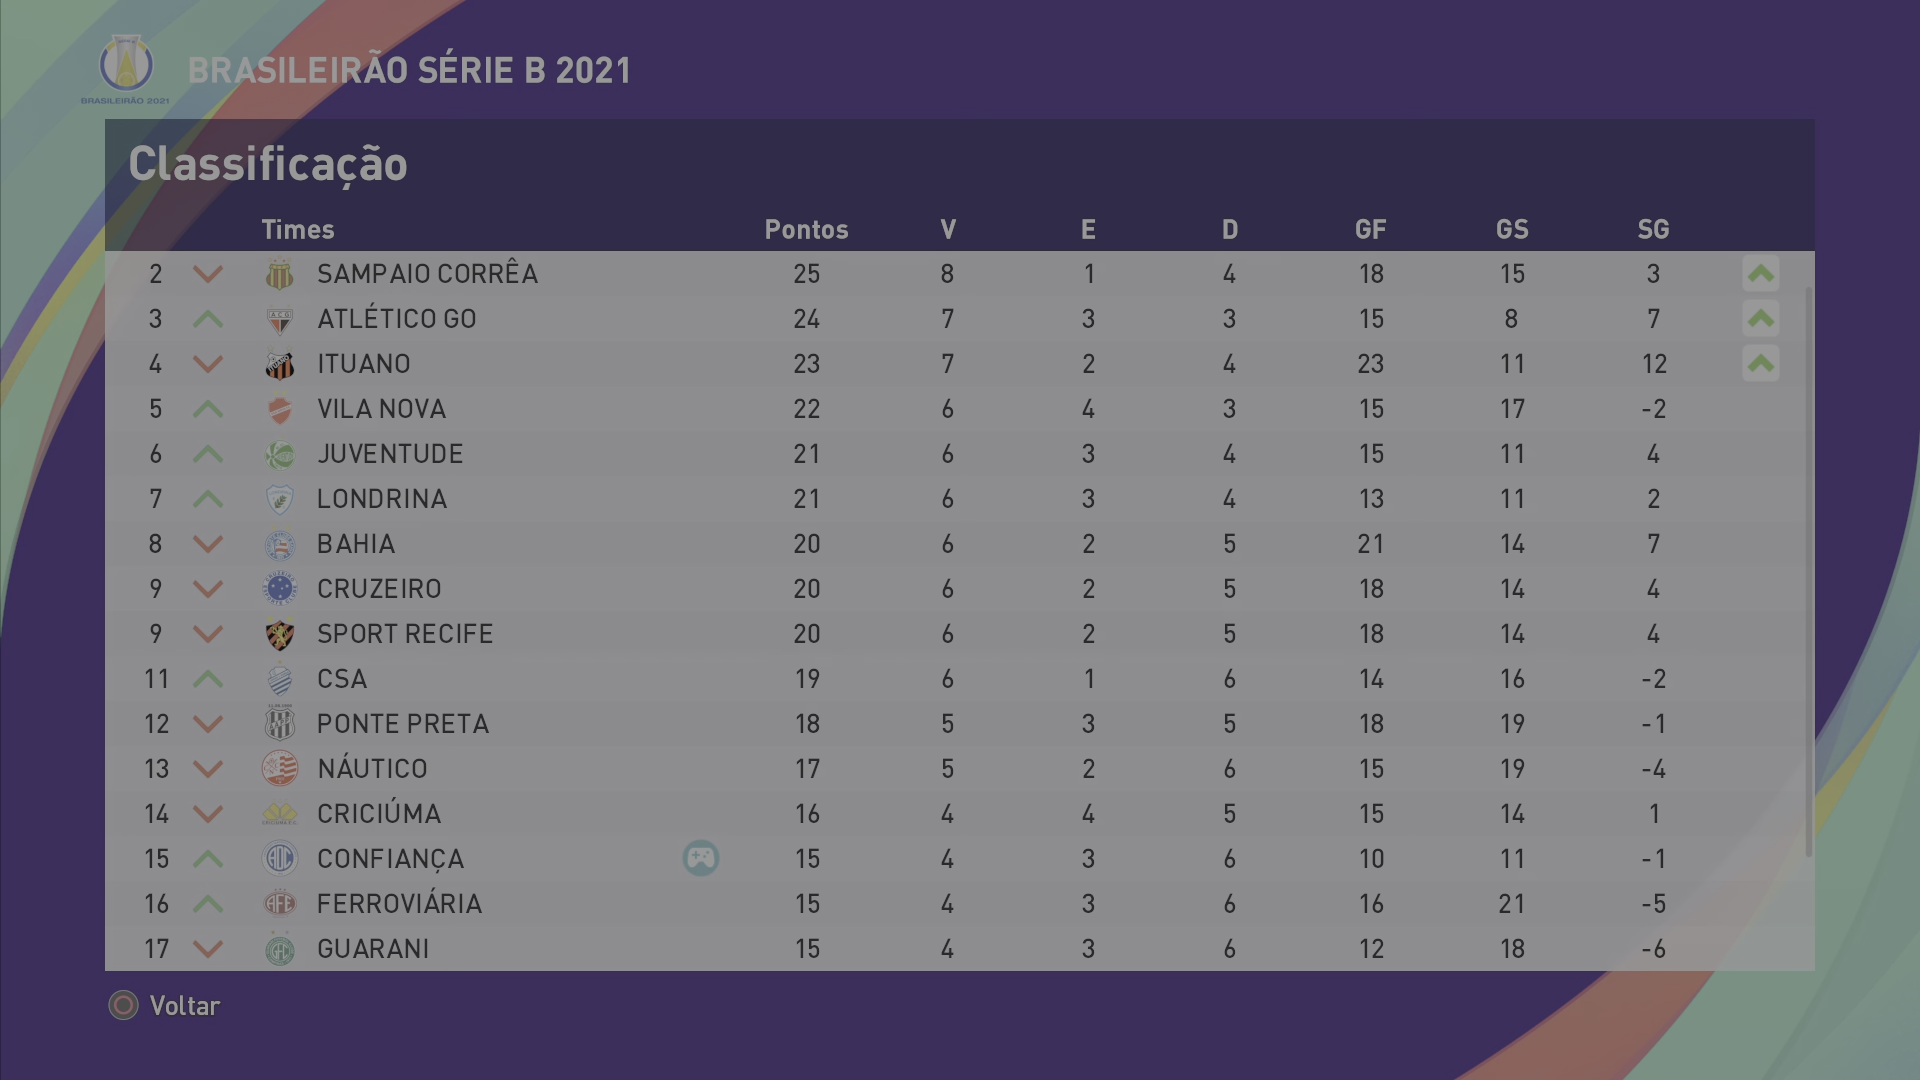 BRASILEIRÃO 2021
BRASILEIRÃO SÉRIE B 2021
Classificação
Times Pontos V E D GF GS SG
2 SAMPAIO CORRÊA 25 8 1 4 18 15 3
3 ATLÉTICO GO 24 7 3 3 15 8 7
4 ITUANO 23 7 2 4 23 11 12
5 VILA NOVA 22 6 4 3 15 17 -2
6 JUVENTUDE 21 6 3 4 15 11 4
7 LONDRINA 21 6 3 4 13 11 2
8 BAHIA 20 6 2 5 21 14 7
9 CRUZEIRO 20 6 2 5 18 14 4
9 SPORT RECIFE 20 6 2 5 18 14 4
11 CSA 19 6 1 6 14 16 -2
12 PONTE PRETA 18 5 3 5 18 19 -1
13 NÁUTICO 17 5 2 6 15 19 -4
14 CRICIÚMA 16 4 4 5 15 14 1
15 CONFIANÇA 15 4 3 6 10 11 -1
16 FERROVIÁRIA 15 4 3 6 16 21 -5
17 GUARANI 15 4 3 6 12 18 -6
Voltar